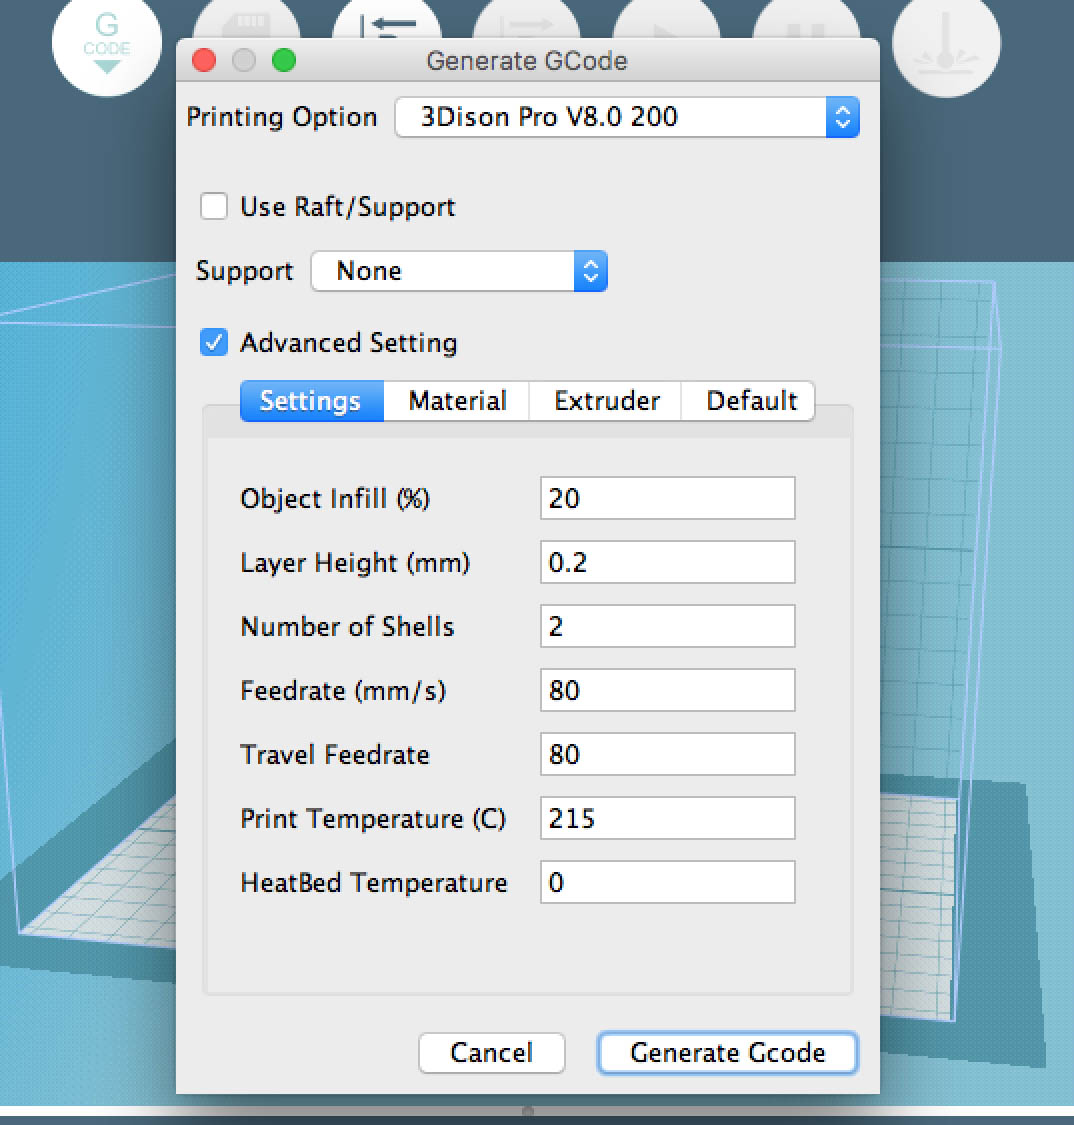 G
CODE
Generate GCode
Printing Option 3Dison Pro V8.0 200
Use Raft/Support
Support None
Advanced Setting
Settings Material Extruder Default
Object Infill (%) 20
Layer Height (mm) 0.2
Number of Shells 2
Feedrate (mm/s) 80
Travel Feedrate 80
Print Temperature (C) 215
HeatBed Temperature 0
Cancel Generate Gcode